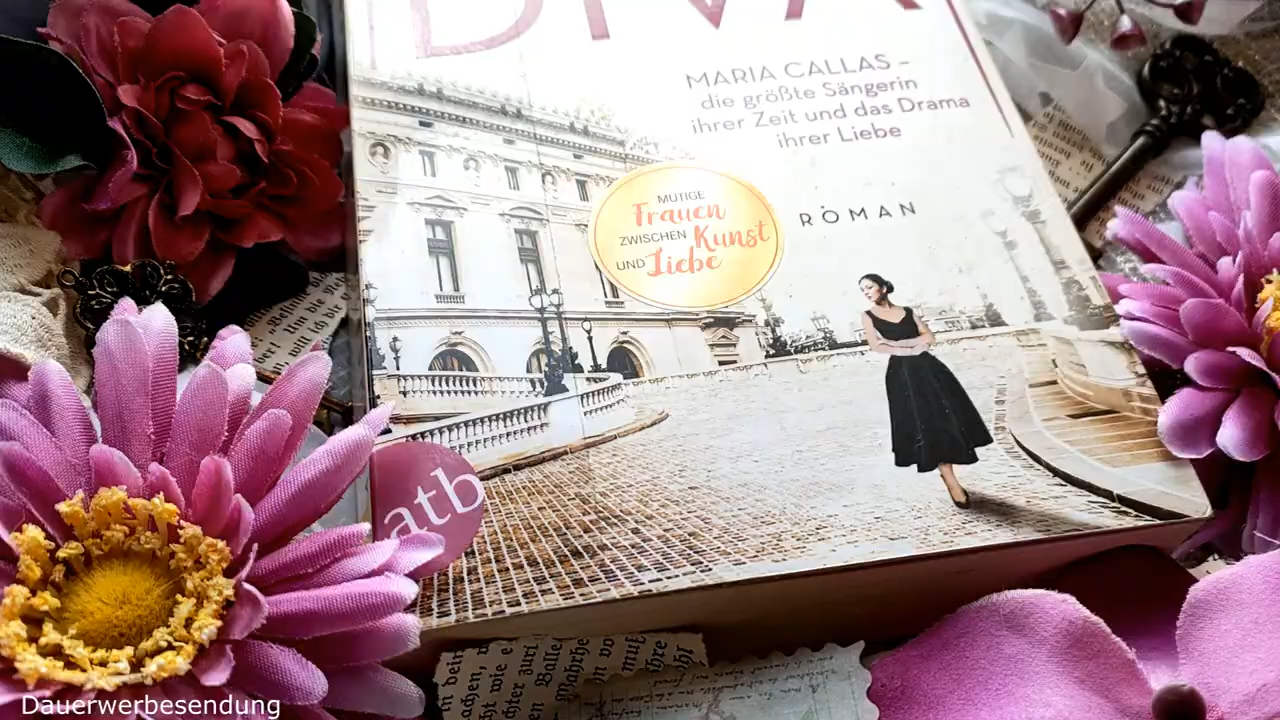 DIVA
MARIA CALLAS –
die größte Sängerin
ihrer Zeit und das Drama
ihrer Liebe
MUTIGE
Frauen
ZWISCHEN Kunst
UND Liebe
ROMAN
atb
Dauerwerbesendung